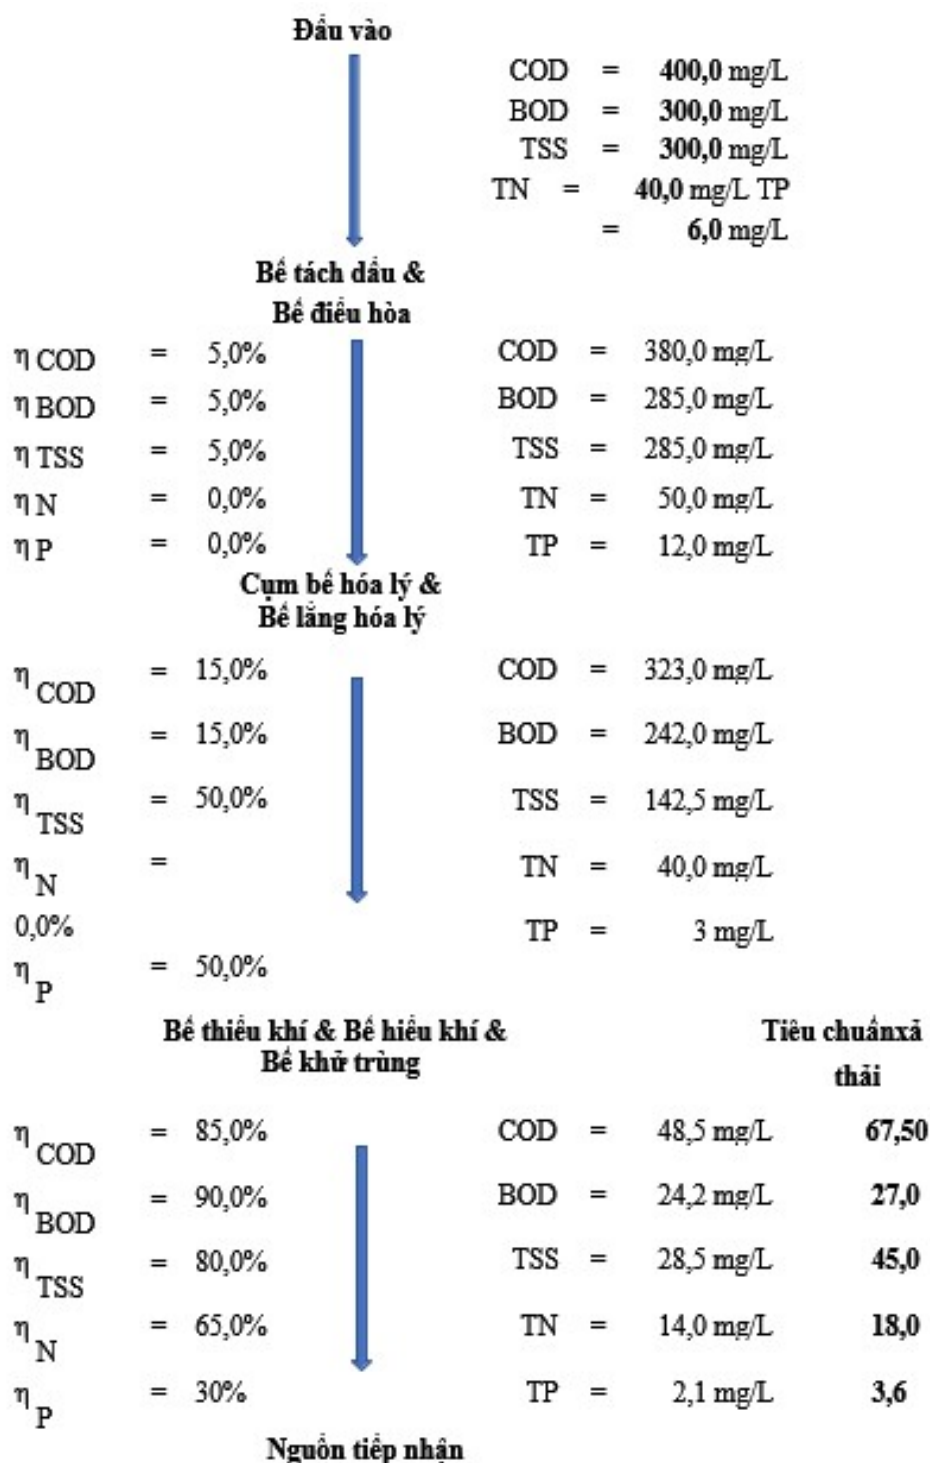 Đầu vào
COD = 400,0 mg/L
BOD = 300,0 mg/L
TSS = 300,0 mg/L
TN = 40,0 mg/L TP
= 6,0 mg/L
Bể tách dầu &
Bể điều hòa
η COD = 5,0% COD = 380,0 mg/L
η BOD = 5,0% BOD = 285,0 mg/L
η TSS = 5,0% TSS = 285,0 mg/L
η N = 0,0% TN = 50,0 mg/L
η P = 0,0% TP = 12,0 mg/L
Cụm bể hóa lý &
Bể lắng hóa lý
η COD = 15,0% COD = 323,0 mg/L
η BOD = 15,0% BOD = 242,0 mg/L
η TSS = 50,0% TSS = 142,5 mg/L
η N = TN = 40,0 mg/L
0,0% TP = 3 mg/L
η P = 50,0%
Bể thiếu khí & Bể hiếu khí & Tiêu chuẩnxả
Bể khử trùng thải
η COD = 85,0% COD = 48,5 mg/L 67,50
η BOD = 90,0% BOD = 24,2 mg/L 27,0
η TSS = 80,0% TSS = 28,5 mg/L 45,0
η N = 65,0% TN = 14,0 mg/L 18,0
η P = 30% TP = 2,1 mg/L 3,6
Nguồn tiếp nhận